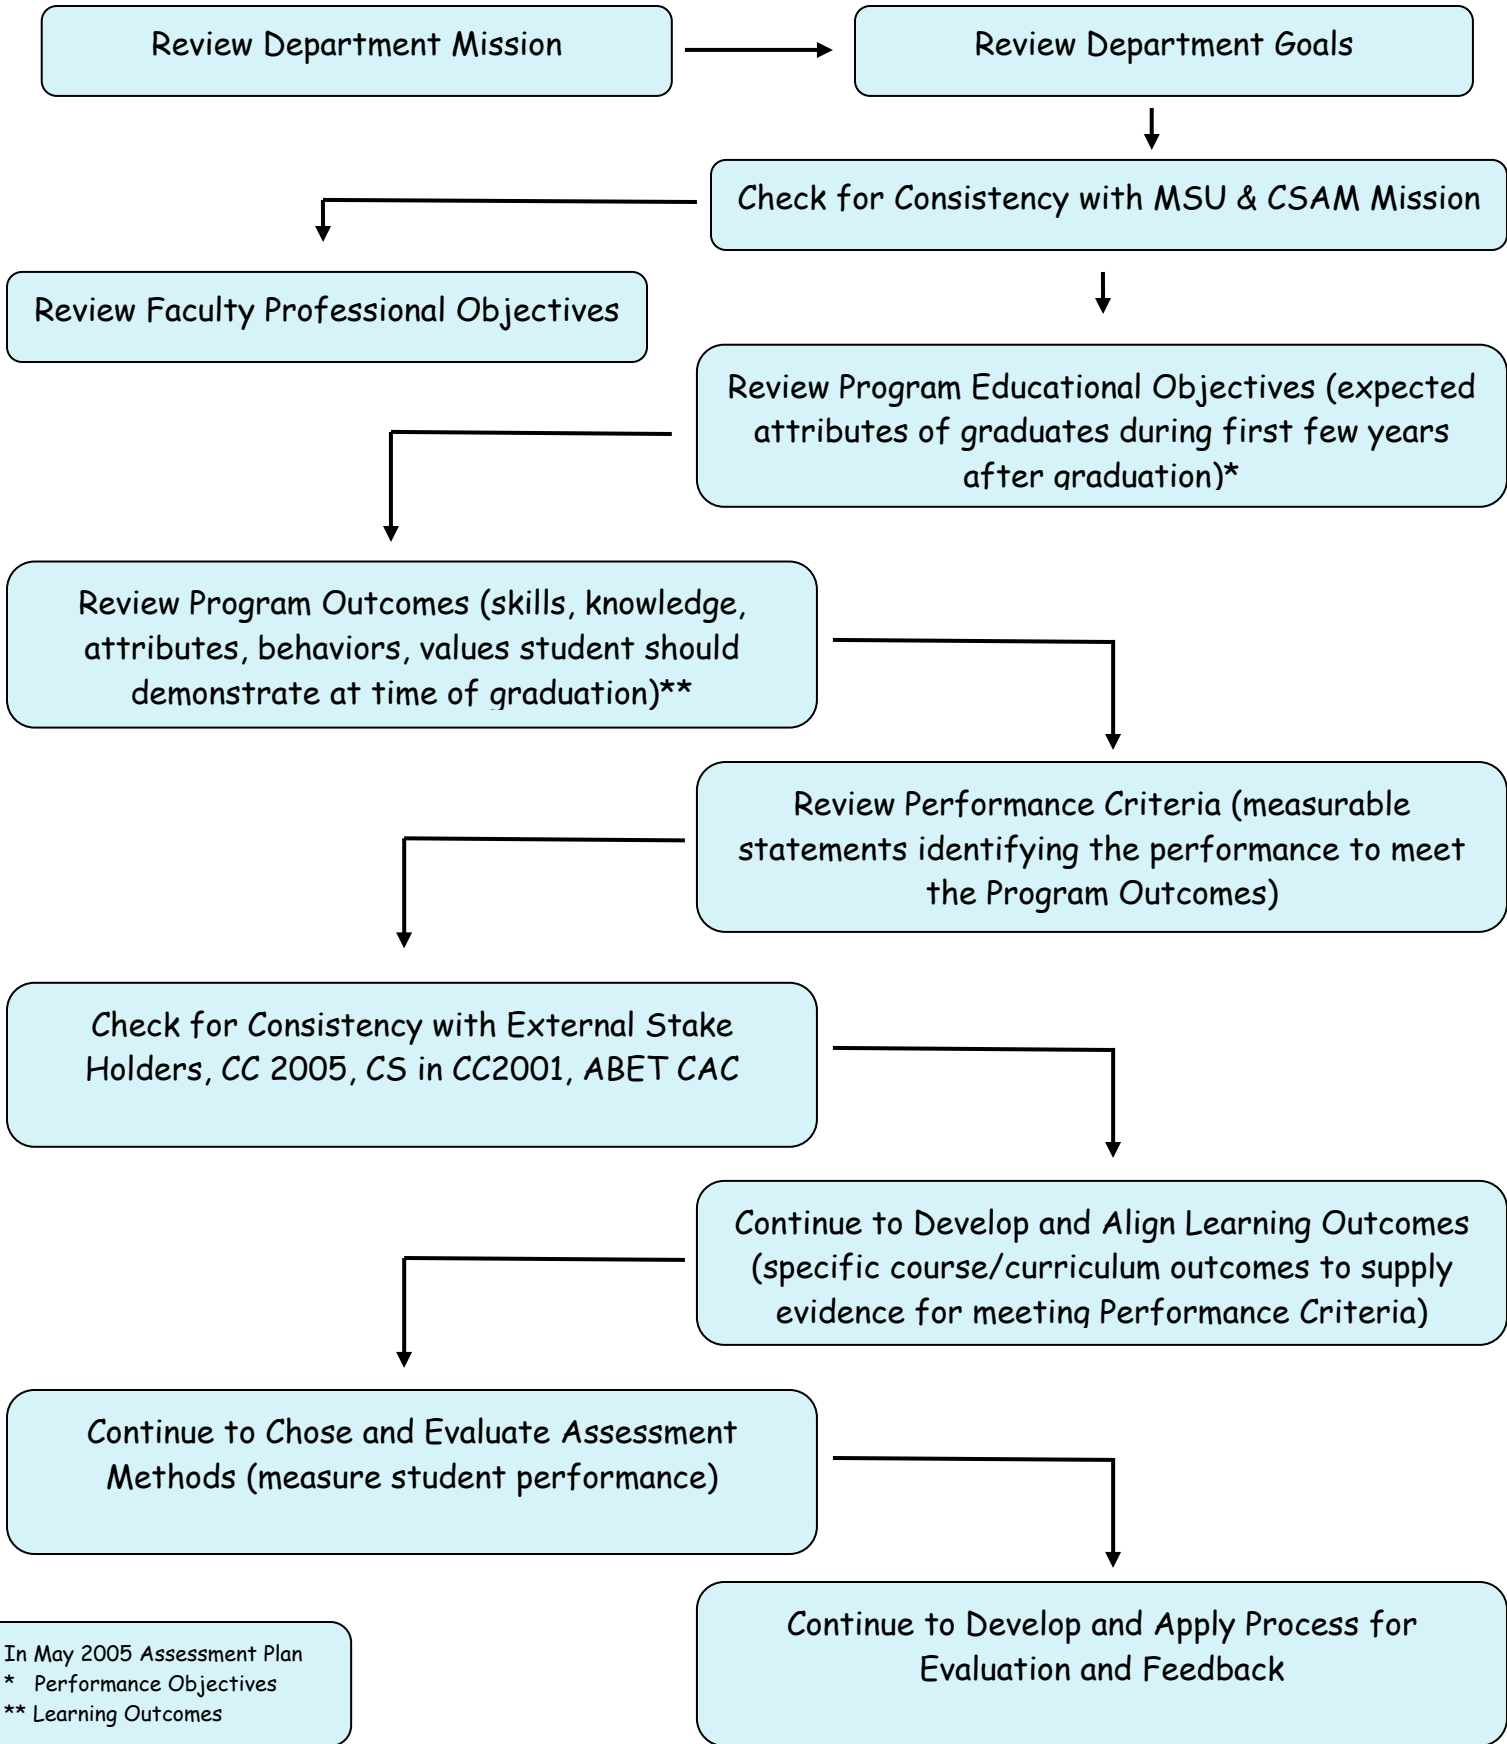 Review Department Mission
Review Department Goals
Check for Consistency with MSU & CSAM Mission
Review Faculty Professional Objectives
Review Program Educational Objectives (expected
attributes of graduates during first few years
after graduation)*
Review Program Outcomes (skills, knowledge,
attributes, behaviors, values student should
demonstrate at time of graduation)**
Review Performance Criteria (measurable
statements identifying the performance to meet
the Program Outcomes)
Check for Consistency with External Stake
Holders, CC 2005, CS in CC2001, ABET CAC
Continue to Develop and Align Learning Outcomes
(specific course/curriculum outcomes to supply
evidence for meeting Performance Criteria)
Continue to Chose and Evaluate Assessment
Methods (measure student performance)
Continue to Develop and Apply Process for
Evaluation and Feedback
In May 2005 Assessment Plan
* Performance Objectives
** Learning Outcomes